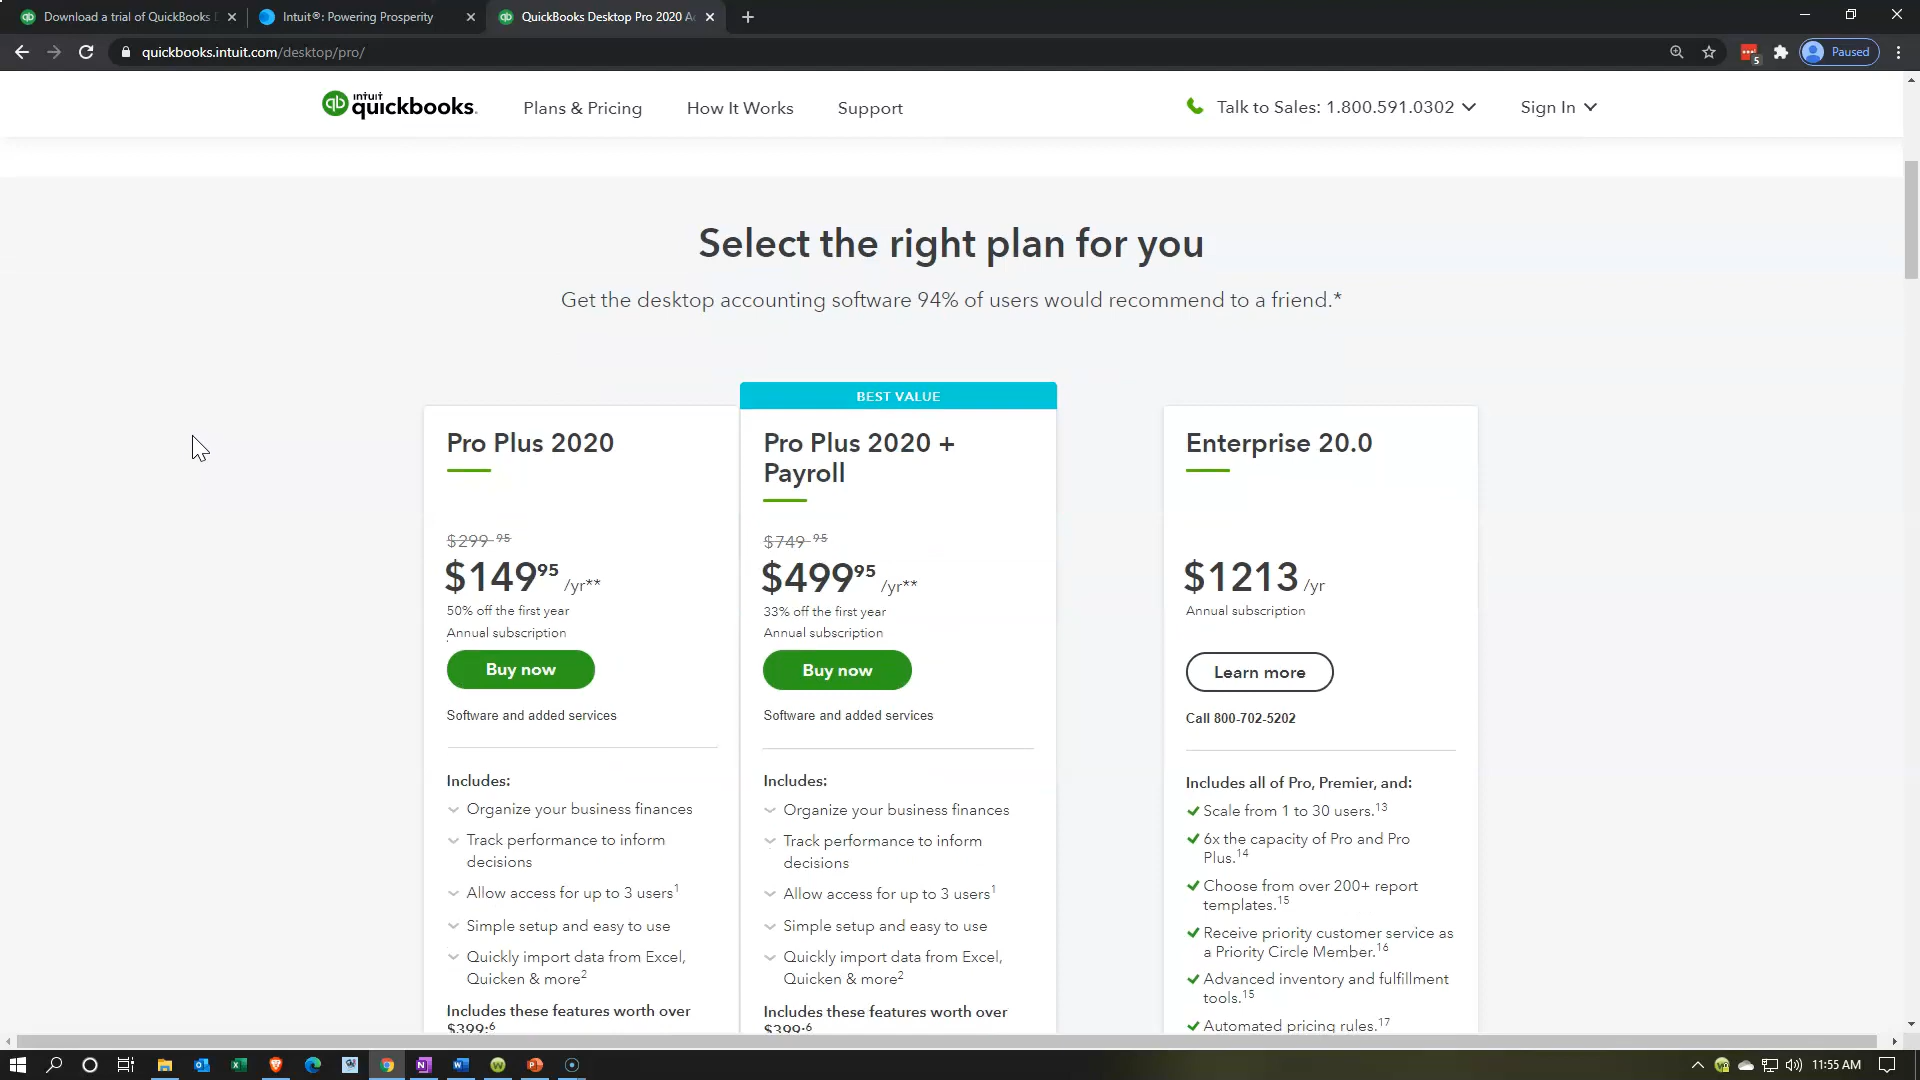 Download a trial of QuickBooks
Intuit®: Powering Prosperity
QuickBooks Desktop Pro 2020 Ac
quickbooks.intuit.com/desktop/pro/
5
Paused
qb intuit quickbooks.
Plans & Pricing
How It Works
Support
Talk to Sales: 1.800.591.0302
Sign In
Select the right plan for you
Get the desktop accounting software 94% of users would recommend to a friend.*
Pro Plus 2020
$299 95
$149 95 /yr**
50% off the first year
Annual subscription
Buy now
Software and added services
Includes:
Organize your business finances
Track performance to inform
decisions
Allow access for up to 3 users1
Simple setup and easy to use
Quickly import data from Excel,
Quicken & more2
Includes these features worth over
$399:6
BEST VALUE
Pro Plus 2020 +
Payroll
$749 95
$499 95 /yr**
33% off the first year
Annual subscription
Buy now
Software and added services
Includes:
Organize your business finances
Track performance to inform
decisions
Allow access for up to 3 users1
Simple setup and easy to use
Quickly import data from Excel,
Quicken & more2
Includes these features worth over
$399:6
Enterprise 20.0
$1213 /yr
Annual subscription
Learn more
Call 800-702-5202
Includes all of Pro, Premier, and:
Scale from 1 to 30 users.13
6x the capacity of Pro and Pro
Plus.14
Choose from over 200+ report
templates.15
Receive priority customer service as
a Priority Circle Member.16
Advanced inventory and fulfillment
tools.15
Automated pricing rules.17
11:55 AM